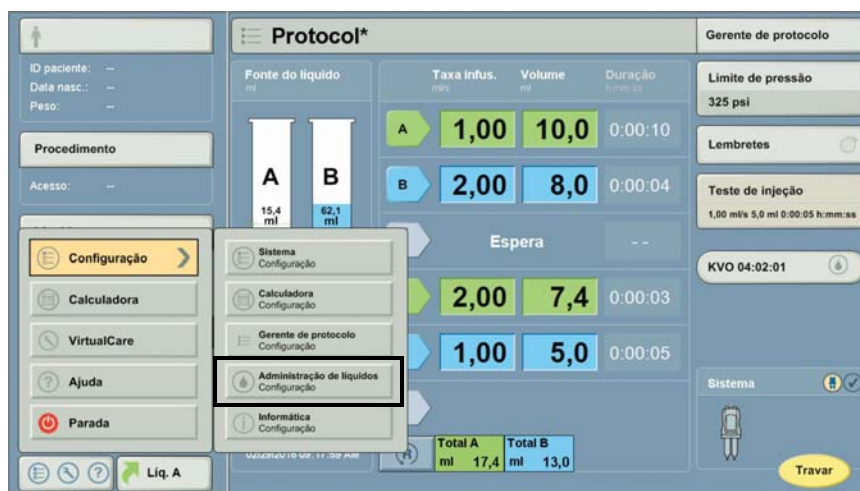 Protocol*
Gerente de protocolo
ID paciente: --
Data nasc.: --
Peso: --
Procedimento
Acesso: --
Fonte do líquido
ml
A
B
15,4
ml
62,1
ml
Taxa infus.
ml/s
Volume
ml
Duração
h:mm:ss
A 1,00 10,0 0:00:10
B 2,00 8,0 0:00:04
Espera --
2,00 7,4 0:00:03
1,00 5,0 0:00:05
Total A
ml 17,4
Total B
ml 13,0
Limite de pressão
325 psi
Lembretes
Teste de injeção
1,00 ml/s 5,0 ml 0:00:05 h:mm:ss
KVO 04:02:01
Sistema
Travar
Configuração
Calculadora
VirtualCare
Ajuda
Parada
Sistema
Configuração
Calculadora
Configuração
Gerente de protocolo
Configuração
Administração de líquidos
Configuração
Informática
Configuração
Líq. A